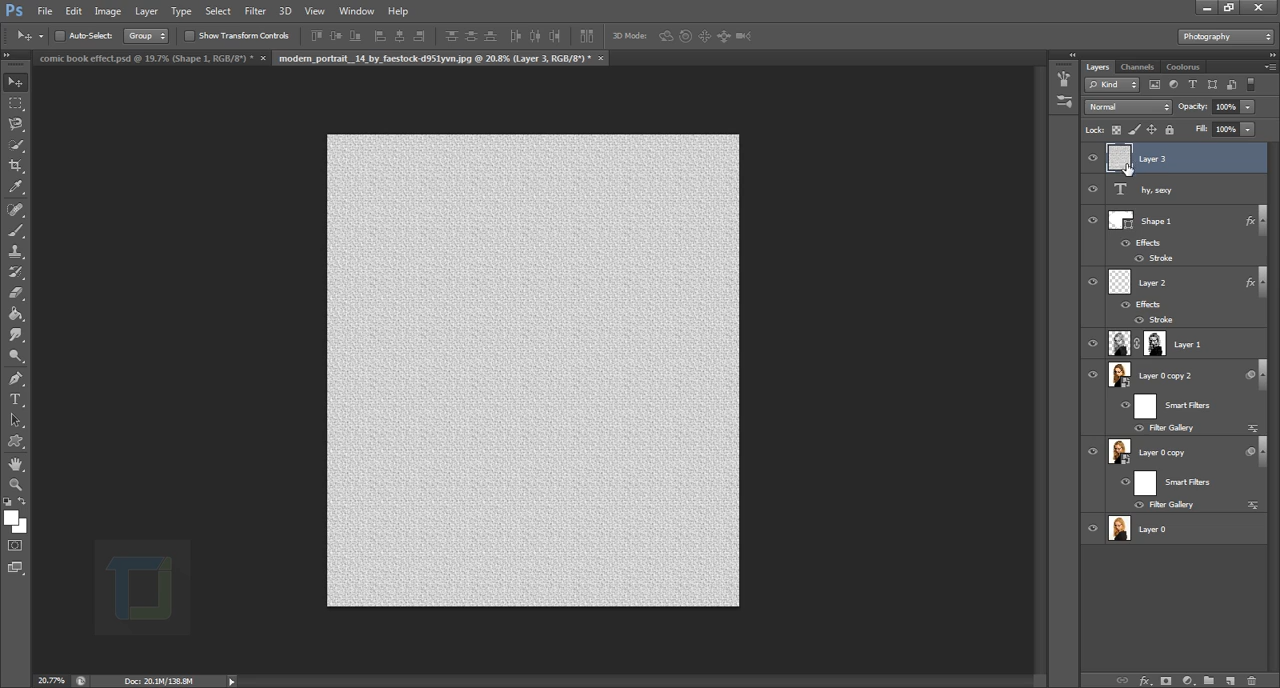 Ps File Edit Image Layer Type Select Filter 3D View Window Help
Auto-Select: Group Show Transform Controls 3D Mode: Photography
comic book effect.psd @ 19.7% (Shape 1, RGB/8*) * × modern_portrait__14_by_faestock-d951yvn.jpg @ 20.8% (Layer 3, RGB/8*) * ×
Layers Channels Coolorus
Kind
Normal Opacity: 100%
Lock: Fill: 100%
Layer 3
T hy, sexy
Shape 1 fx
Effects
Stroke
Layer 2 fx
Effects
Stroke
Layer 1
Layer 0 copy 2
Smart Filters
Filter Gallery
Layer 0 copy
Smart Filters
Filter Gallery
Layer 0
20.77% Doc: 20.1M/138.8M
fx